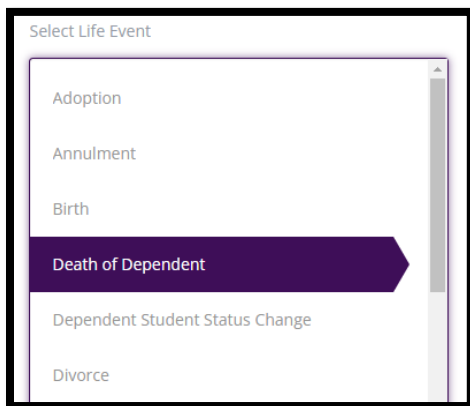 Select Life Event
Adoption
Annulment
Birth
Death of Dependent
Dependent Student Status Change
Divorce